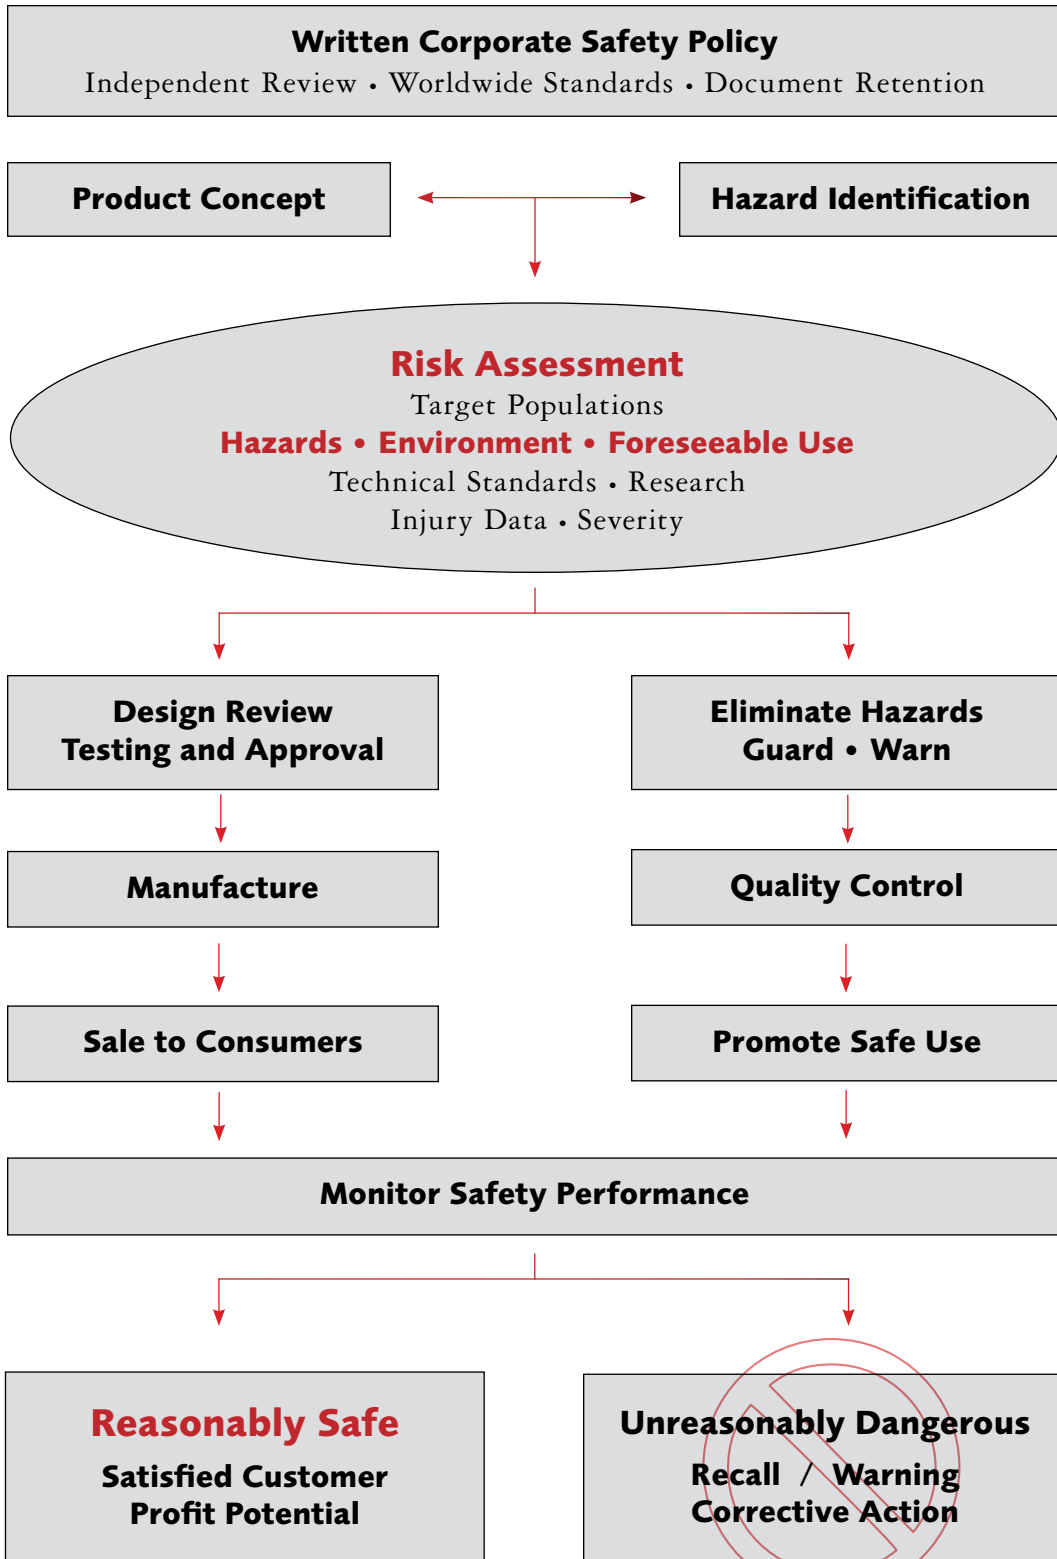 Written Corporate Safety Policy
Independent Review • Worldwide Standards • Document Retention
Product Concept
Hazard Identification
Risk Assessment
Target Populations
Hazards • Environment • Foreseeable Use
Technical Standards • Research
Injury Data • Severity
Design Review
Testing and Approval
Eliminate Hazards
Guard • Warn
Manufacture
Quality Control
Sale to Consumers
Promote Safe Use
Monitor Safety Performance
Reasonably Safe
Satisfied Customer
Profit Potential
Unreasonably Dangerous
Recall / Warning
Corrective Action